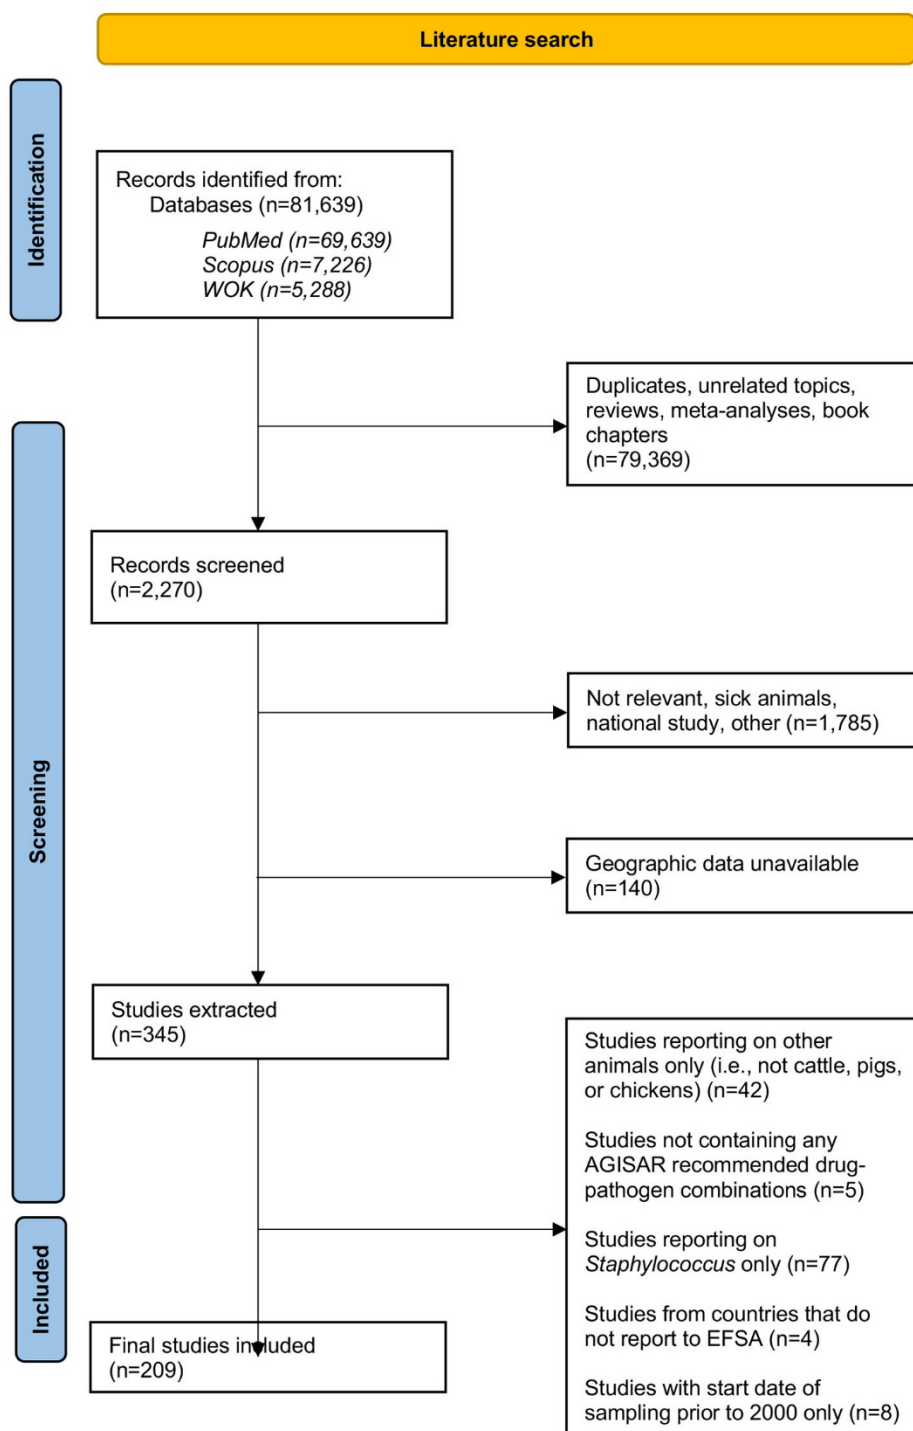 Literature search
Identification
Records identified from:
Databases (n=81,639)
PubMed (n=69,639)
Scopus (n=7,226)
WOK (n=5,288)
Duplicates, unrelated topics,
reviews, meta-analyses, book
chapters
(n=79,369)
Screening
Records screened
(n=2,270)
Not relevant, sick animals,
national study, other (n=1,785)
Geographic data unavailable
(n=140)
Studies extracted
(n=345)
Studies reporting on other
animals only (i.e., not cattle, pigs,
or chickens) (n=42)
Studies not containing any
AGISAR recommended drug-
pathogen combinations (n=5)
Studies reporting on
Staphylococcus only (n=77)
Studies from countries that do
not report to EFSA (n=4)
Studies with start date of
sampling prior to 2000 only (n=8)
Included
Final studies included
(n=209)